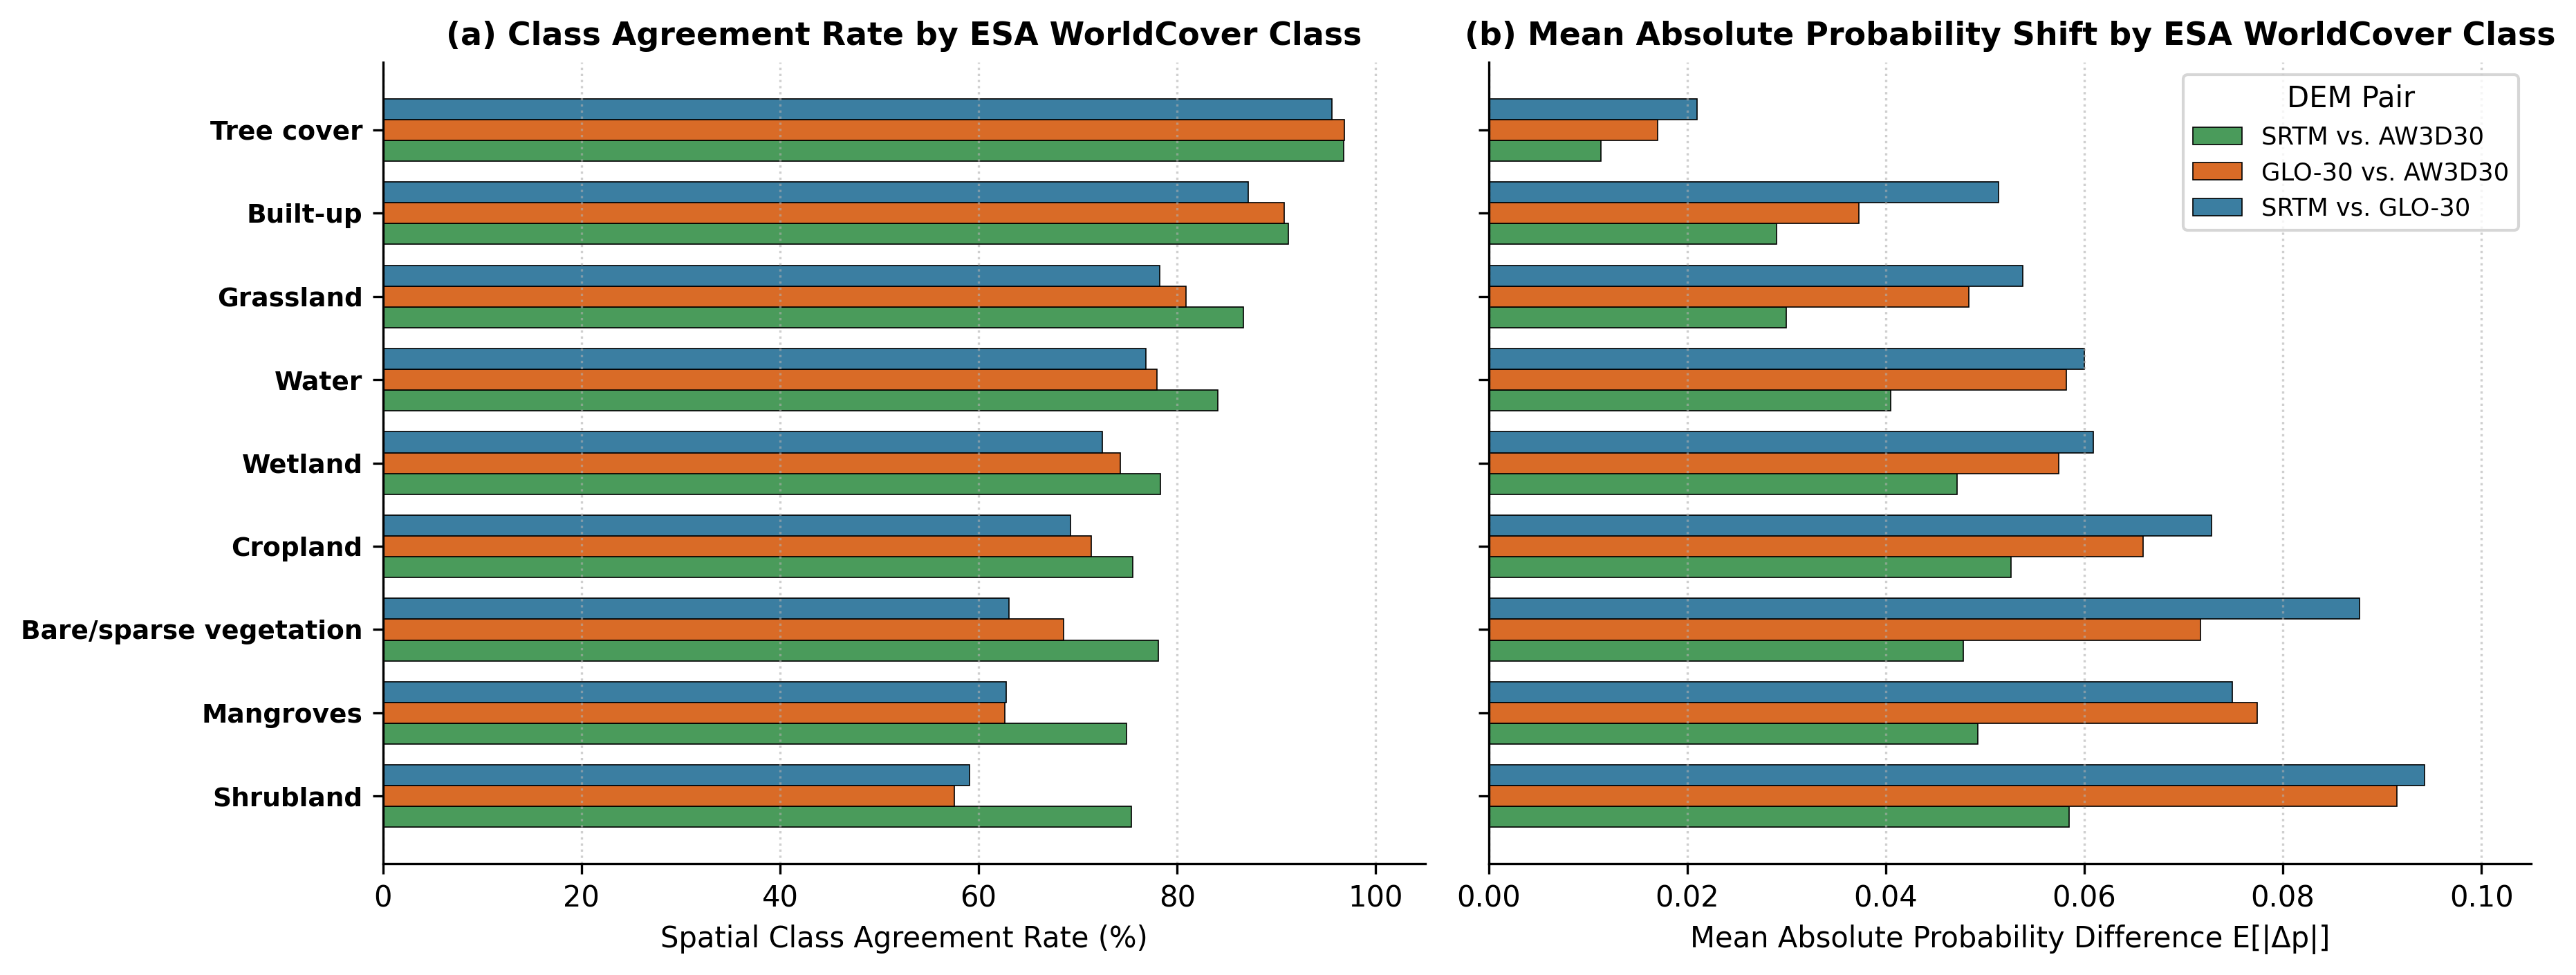 (a) Class Agreement Rate by ESA WorldCover Class
Tree cover
Built-up
Grassland
Water
Wetland
Cropland
Bare/sparse vegetation
Mangroves
Shrubland
0 20 40 60 80 100
Spatial Class Agreement Rate (%)
(b) Mean Absolute Probability Shift by ESA WorldCover Class
DEM Pair
SRTM vs. AW3D30
GLO-30 vs. AW3D30
SRTM vs. GLO-30
0.00 0.02 0.04 0.06 0.08 0.10
Mean Absolute Probability Difference E[|Δp|]